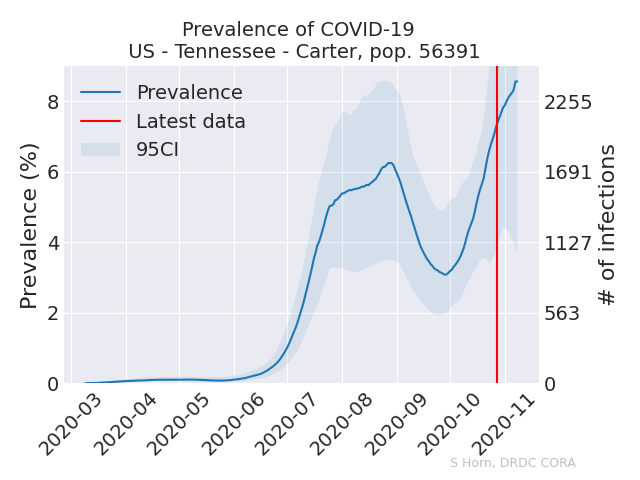 Prevalence of COVID-19
US - Tennessee - Carter, pop. 56391
Prevalence
Latest data
95CI
Prevalence (%)
8
6
4
2
0
2255
1691
1127
563
0
# of infections
2020-03
2020-04
2020-05
2020-06
2020-07
2020-08
2020-09
2020-10
2020-11
S Horn, DRDC CORA